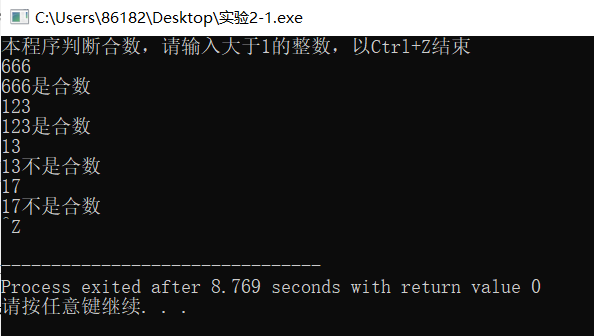 C:\Users\86182\Desktop\实验2-1.exe
本程序判断合数，请输入大于1的整数，以Ctrl+Z结束
666
666是合数
123
123是合数
13
13不是合数
17
17不是合数
^Z
--------------------------------
Process exited after 8.769 seconds with return value 0
请按任意键继续. . .